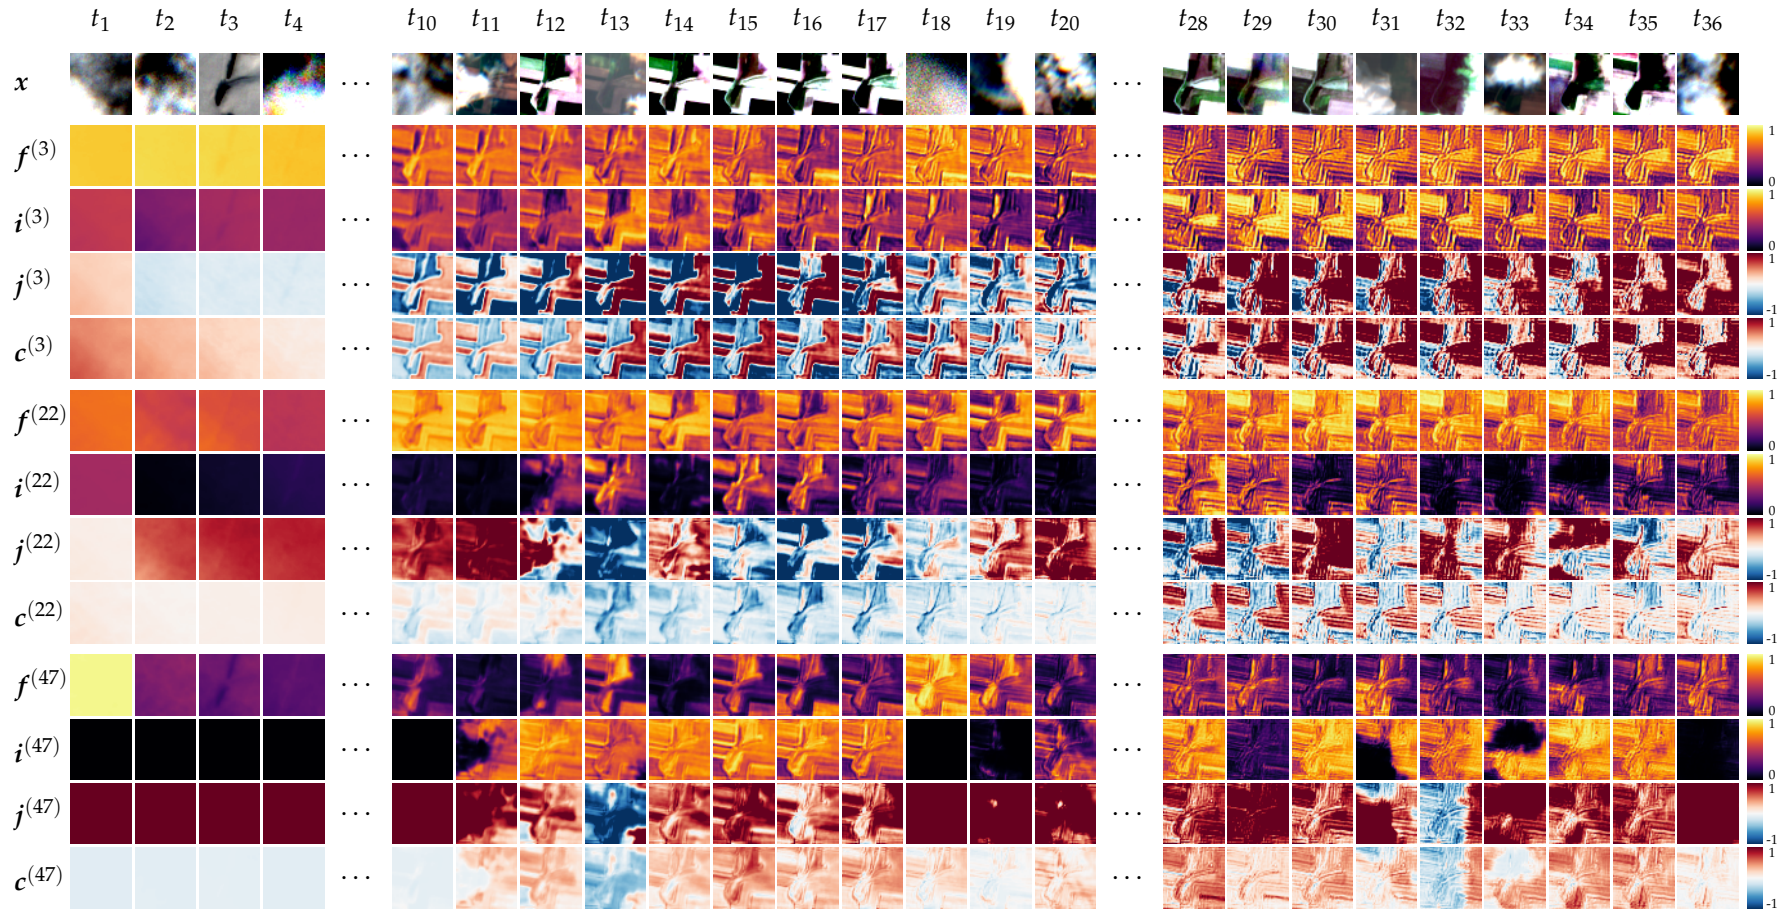 t1 t2 t3 t4 t10 t11 t12 t13 t14 t15 t16 t17 t18 t19 t20 t28 t29 t30 t31 t32 t33 t34 t35 t36
x ... ...
f(3) ... ... 1 0
i(3) ... ... 1 0
j(3) ... ... 1 -1
c(3) ... ... 1 -1
f(22) ... ... 1 0
i(22) ... ... 1 0
j(22) ... ... 1 -1
c(22) ... ... 1 -1
f(47) ... ... 1 0
i(47) ... ... 1 0
j(47) ... ... 1 -1
c(47) ... ... 1 -1